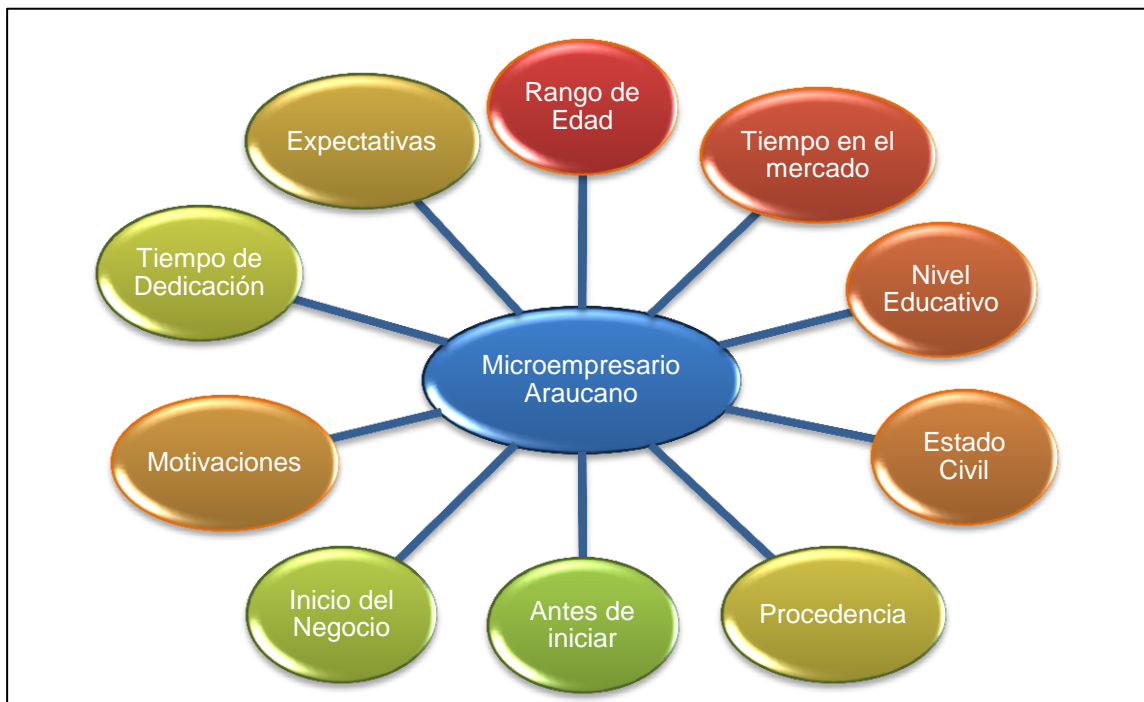 Rango de
Edad
Tiempo en el
mercado
Nivel
Educativo
Estado
Civil
Procedencia
Antes de
iniciar
Inicio del
Negocio
Motivaciones
Tiempo de
Dedicación
Expectativas
Microempresario
Araucano